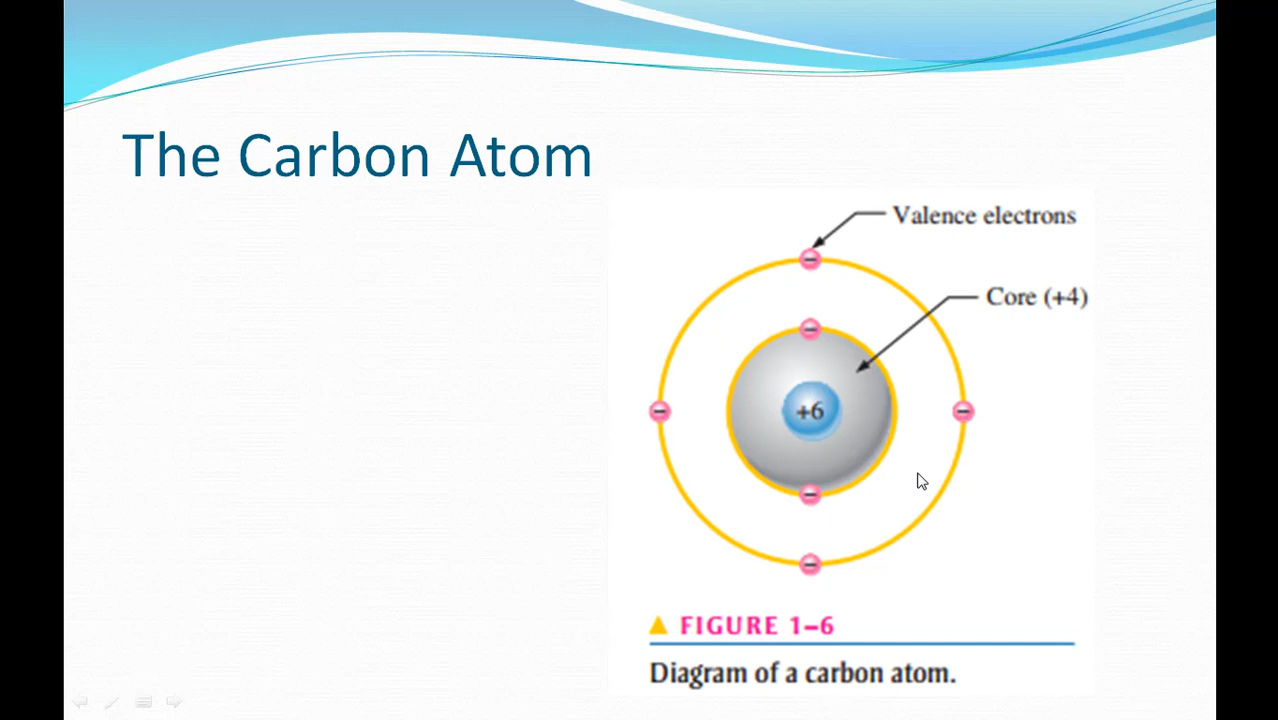 The Carbon Atom
Valence electrons
Core (+4)
+6
FIGURE 1–6
Diagram of a carbon atom.